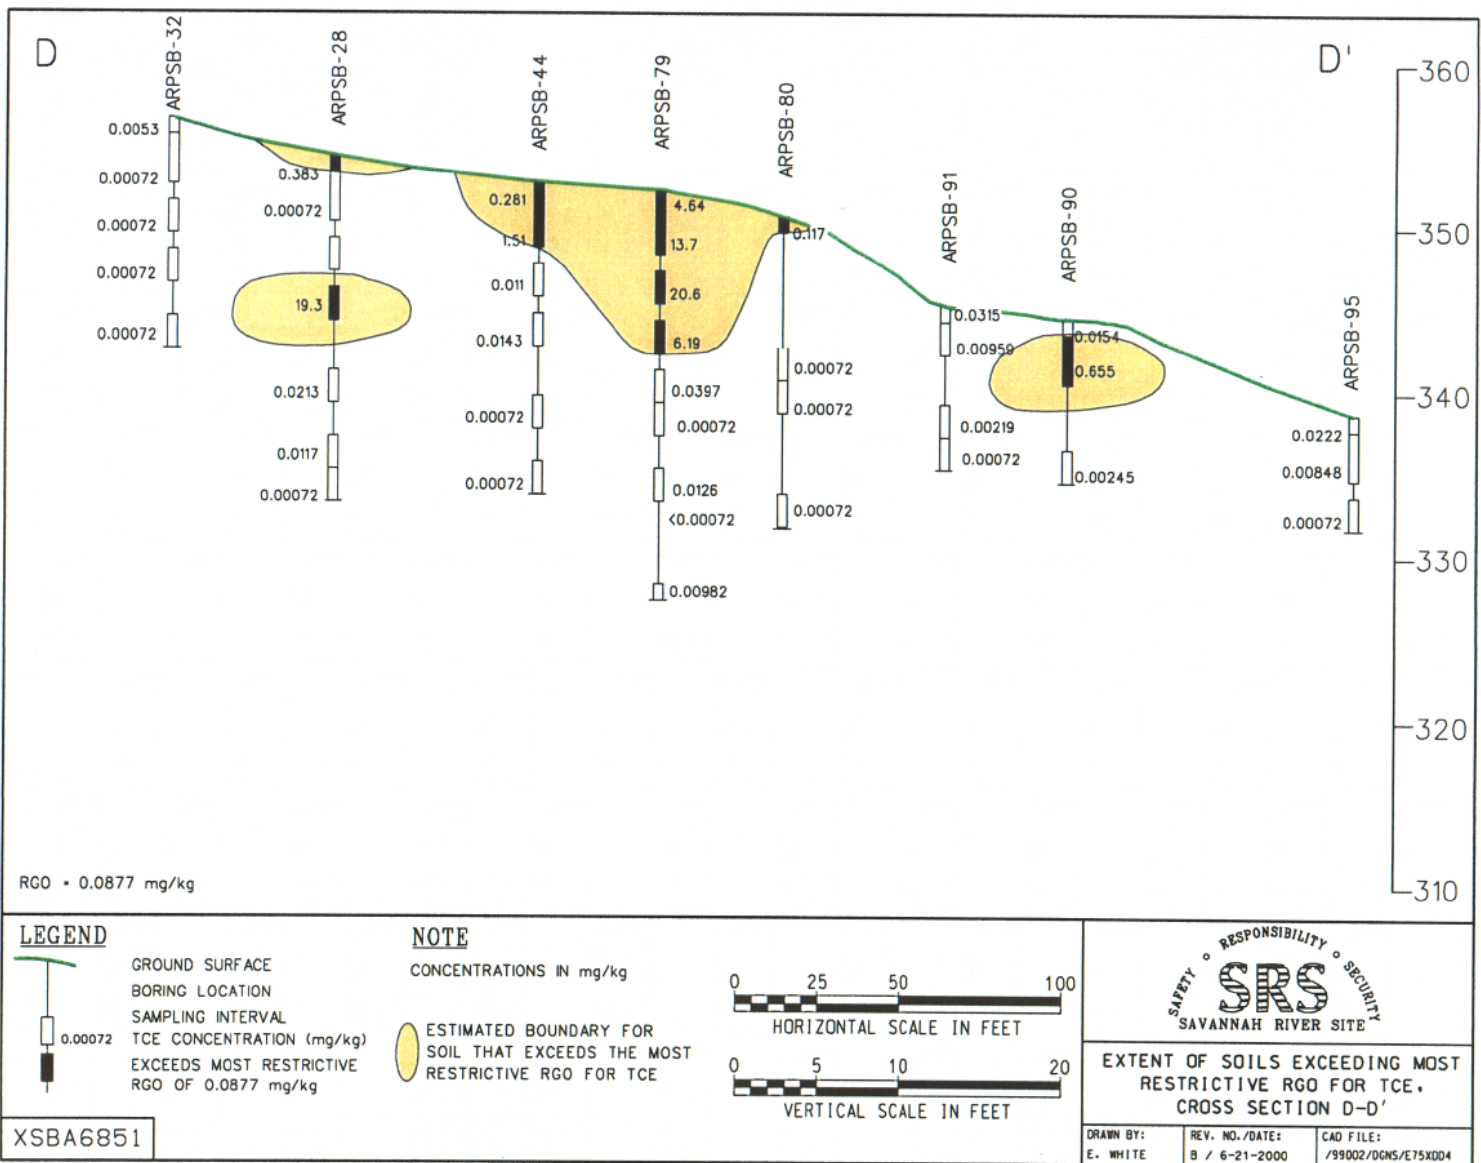 D
D'
ARPSB-32
ARPSB-28
ARPSB-44
ARPSB-79
ARPSB-80
ARPSB-91
ARPSB-90
ARPSB-95
0.0053
0.00072
0.00072
0.00072
0.00072
0.383
0.00072
19.3
0.0213
0.0117
0.00072
0.281
1.51
0.011
0.0143
0.00072
0.00072
4.64
13.7
20.6
6.19
0.0397
0.00072
0.0126
<0.00072
0.00982
0.117
0.00072
0.00072
0.00072
0.0315
0.00959
0.00219
0.00072
0.0154
0.655
0.00245
0.0222
0.00848
0.00072
360
350
340
330
320
310
RGO = 0.0877 mg/kg
LEGEND
GROUND SURFACE
BORING LOCATION
SAMPLING INTERVAL
0.00072 TCE CONCENTRATION (mg/kg)
EXCEEDS MOST RESTRICTIVE
RGO OF 0.0877 mg/kg
NOTE
CONCENTRATIONS IN mg/kg
ESTIMATED BOUNDARY FOR
SOIL THAT EXCEEDS THE MOST
RESTRICTIVE RGO FOR TCE
0 25 50 100
HORIZONTAL SCALE IN FEET
0 5 10 20
VERTICAL SCALE IN FEET
SAFETY ○ RESPONSIBILITY ○ SECURITY
SRS
SAVANNAH RIVER SITE
EXTENT OF SOILS EXCEEDING MOST
RESTRICTIVE RGO FOR TCE.
CROSS SECTION D-D'
DRAWN BY:
E. WHITE
REV. NO./DATE:
B / 6-21-2000
CAD FILE:
/99002/DGNS/E75XDD4
XSBA6851